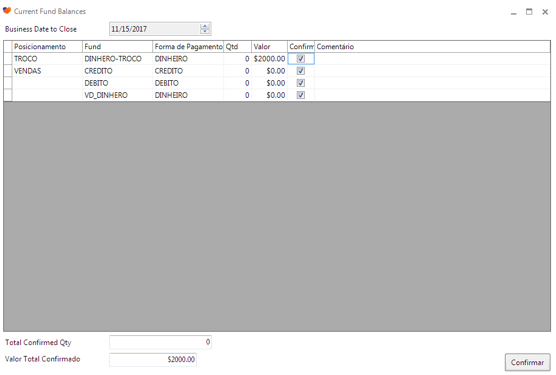 Current Fund Balances
Business Date to Close 11/15/2017
Posicionamento Fund Forma de Pagamento Qtd Valor Confirm Comentário
TROCO DINHERO-TROCO DINHEIRO 0 $2000.00
VENDAS CREDITO CREDITO 0 $0.00
DEBITO DEBITO 0 $0.00
VD_DINHERO DINHEIRO 0 $0.00
Total Confirmed Qty 0
Valor Total Confirmado $2000.00
Confirmar